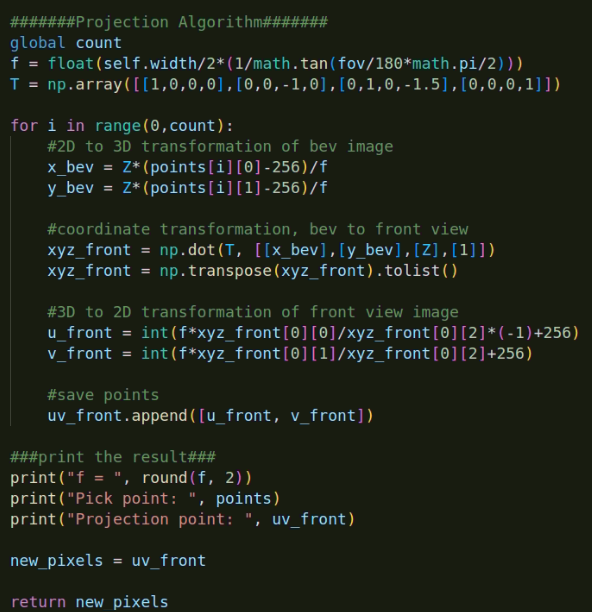 #######Projection Algorithm#######
global count
f = float(self.width/2*(1/math.tan(fov/180*math.pi/2)))
T = np.array([[1,0,0,0],[0,0,-1,0],[0,1,0,-1.5],[0,0,0,1]])
for i in range(0,count):
#2D to 3D transformation of bev image
x_bev = Z*(points[i][0]-256)/f
y_bev = Z*(points[i][1]-256)/f
#coordinate transformation, bev to front view
xyz_front = np.dot(T, [[x_bev],[y_bev],[Z],[1]])
xyz_front = np.transpose(xyz_front).tolist()
#3D to 2D transformation of front view image
u_front = int(f*xyz_front[0][0]/xyz_front[0][2]*(-1)+256)
v_front = int(f*xyz_front[0][1]/xyz_front[0][2]+256)
#save points
uv_front.append([u_front, v_front])
###print the result###
print("f = ", round(f, 2))
print("Pick point: ", points)
print("Projection point: ", uv_front)
new_pixels = uv_front
return new_pixels